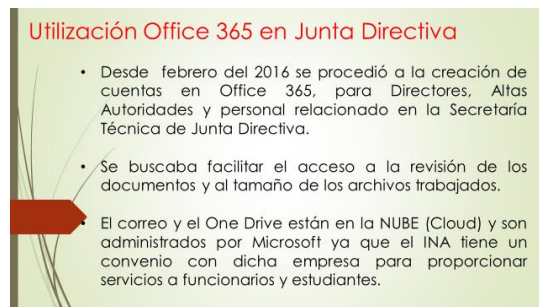 Utilización Office 365 en Junta Directiva
• Desde febrero del 2016 se procedió a la creación de
cuentas en Office 365, para Directores, Altas
Autoridades y personal relacionado en la Secretaría
Técnica de Junta Directiva.
• Se buscaba facilitar el acceso a la revisión de los
documentos y al tamaño de los archivos trabajados.
• El correo y el One Drive están en la NUBE (Cloud) y son
administrados por Microsoft ya que el INA tiene un
convenio con dicha empresa para proporcionar
servicios a funcionarios y estudiantes.